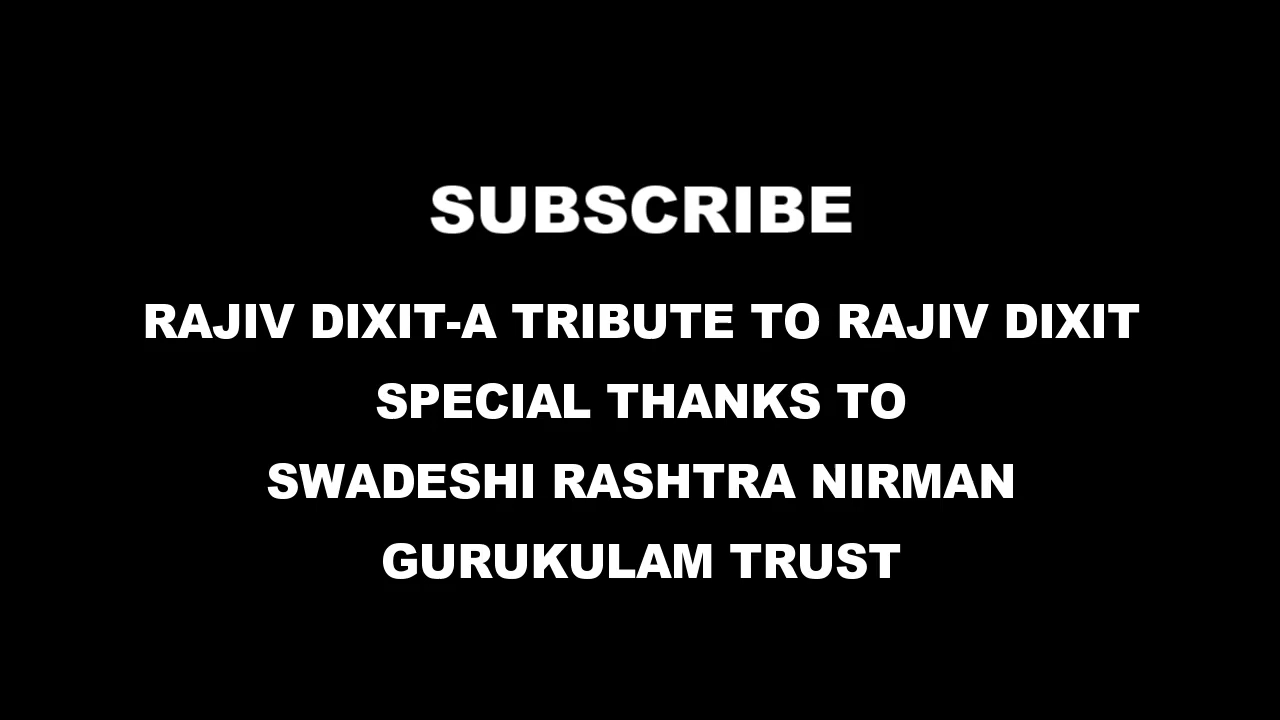 SUBSCRIBE
RAJIV DIXIT-A TRIBUTE TO RAJIV DIXIT
SPECIAL THANKS TO
SWADESHI RASHTRA NIRMAN
GURUKULAM TRUST